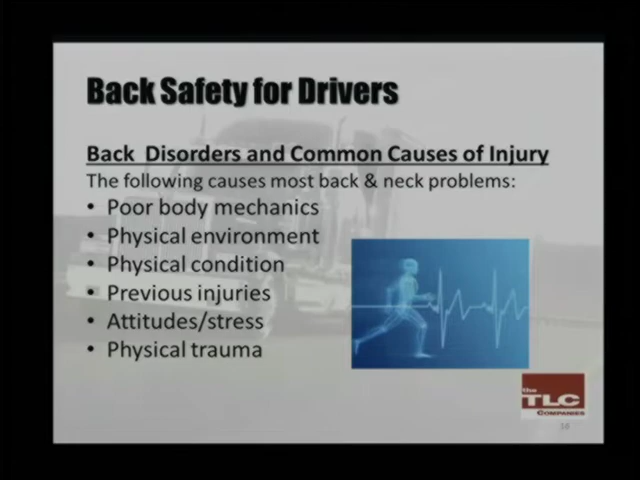 Back Safety for Drivers
Back Disorders and Common Causes of Injury
The following causes most back & neck problems:
• Poor body mechanics
• Physical environment
• Physical condition
• Previous injuries
• Attitudes/stress
• Physical trauma
the
TLC
COMPANIES
16